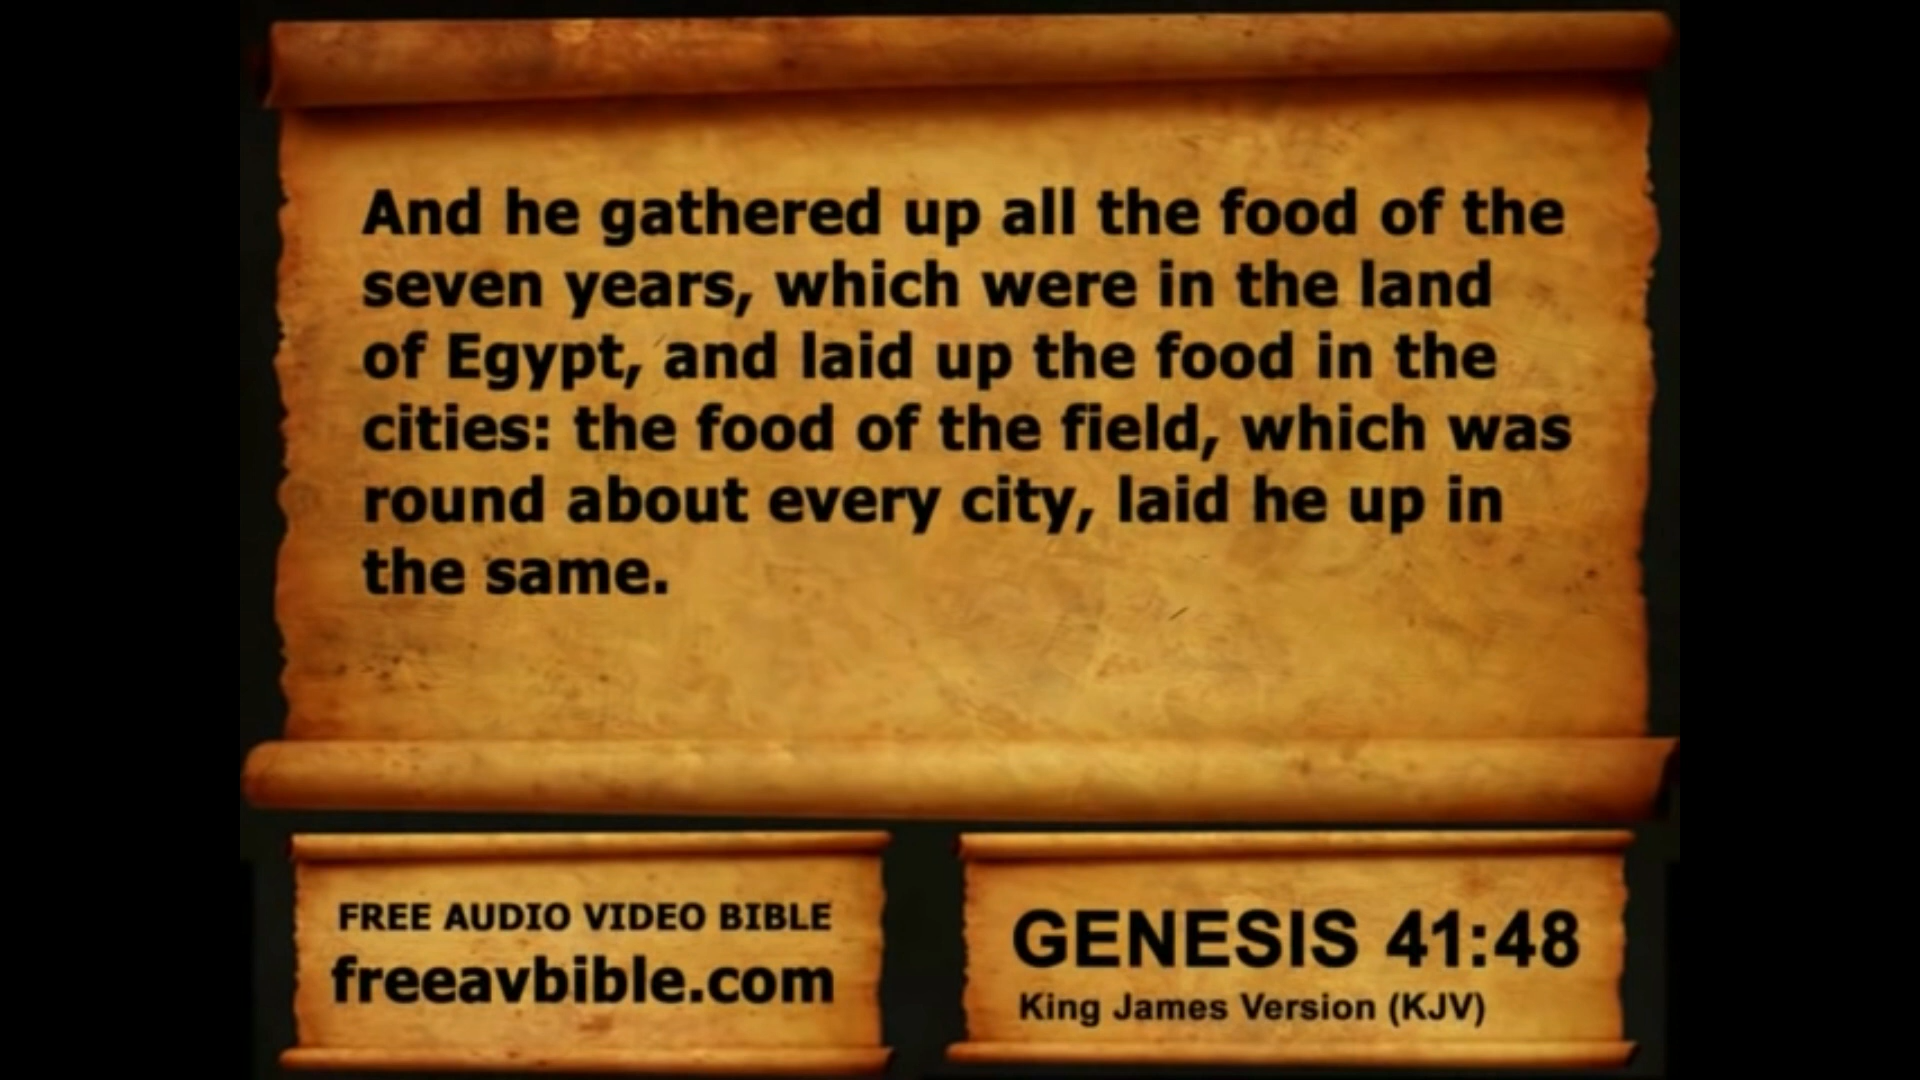 And he gathered up all the food of the
seven years, which were in the land
of Egypt, and laid up the food in the
cities: the food of the field, which was
round about every city, laid he up in
the same.
FREE AUDIO VIDEO BIBLE
freeavbible.com
GENESIS 41:48
King James Version (KJV)